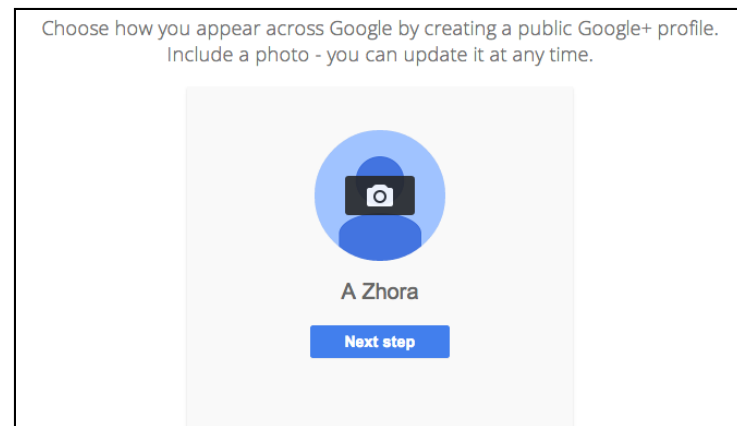 Choose how you appear across Google by creating a public Google+ profile.
Include a photo - you can update it at any time.
A Zhora
Next step